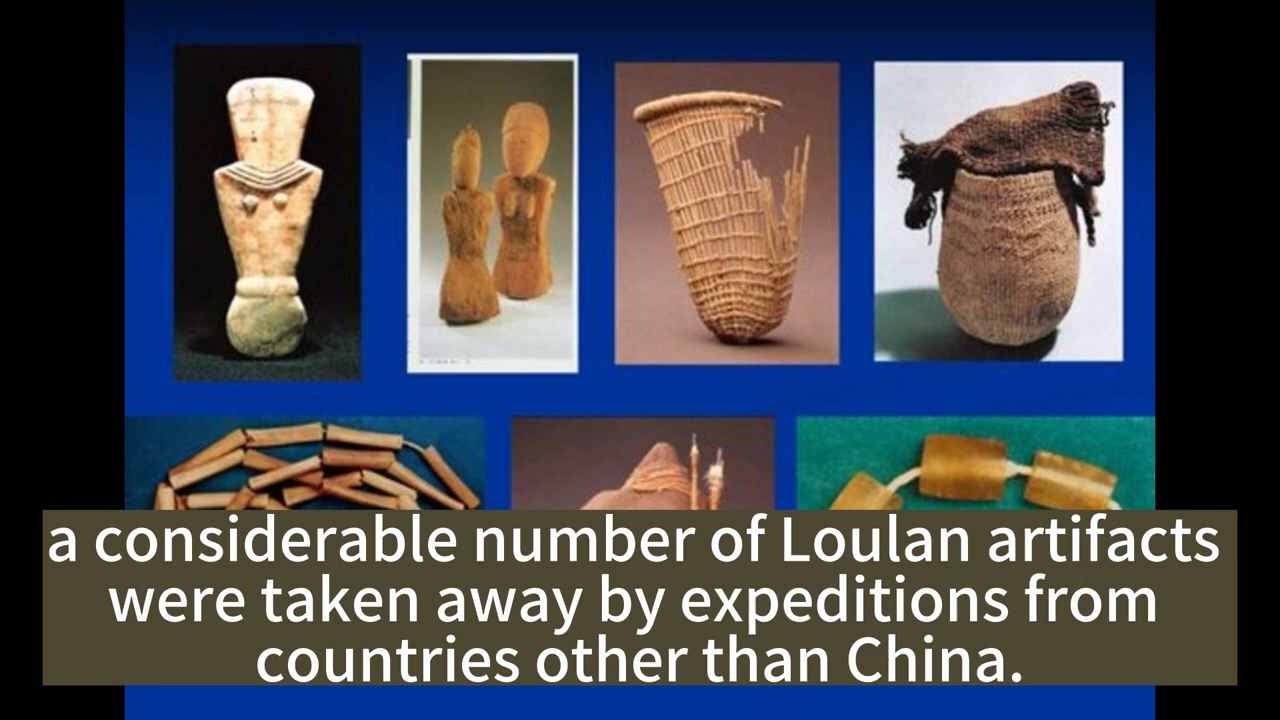 a considerable number of Loulan artifacts
were taken away by expeditions from
countries other than China.